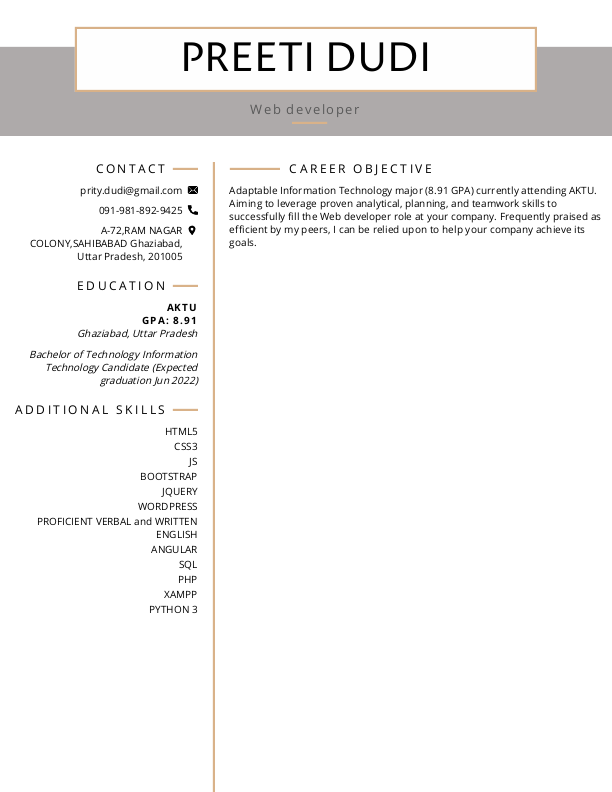 PREETI DUDI
Web developer
CONTACT
prity.dudi@gmail.com
091-981-892-9425
A-72,RAM NAGAR
COLONY,SAHIBABAD Ghaziabad,
Uttar Pradesh, 201005
EDUCATION
AKTU
GPA: 8.91
Ghaziabad, Uttar Pradesh
Bachelor of Technology Information
Technology Candidate (Expected
graduation Jun 2022)
ADDITIONAL SKILLS
HTML5
CSS3
JS
BOOTSTRAP
JQUERY
WORDPRESS
PROFICIENT VERBAL and WRITTEN
ENGLISH
ANGULAR
SQL
PHP
XAMPP
PYTHON 3
CAREER OBJECTIVE
Adaptable Information Technology major (8.91 GPA) currently attending AKTU.
Aiming to leverage proven analytical, planning, and teamwork skills to
successfully fill the Web developer role at your company. Frequently praised as
efficient by my peers, I can be relied upon to help your company achieve its
goals.